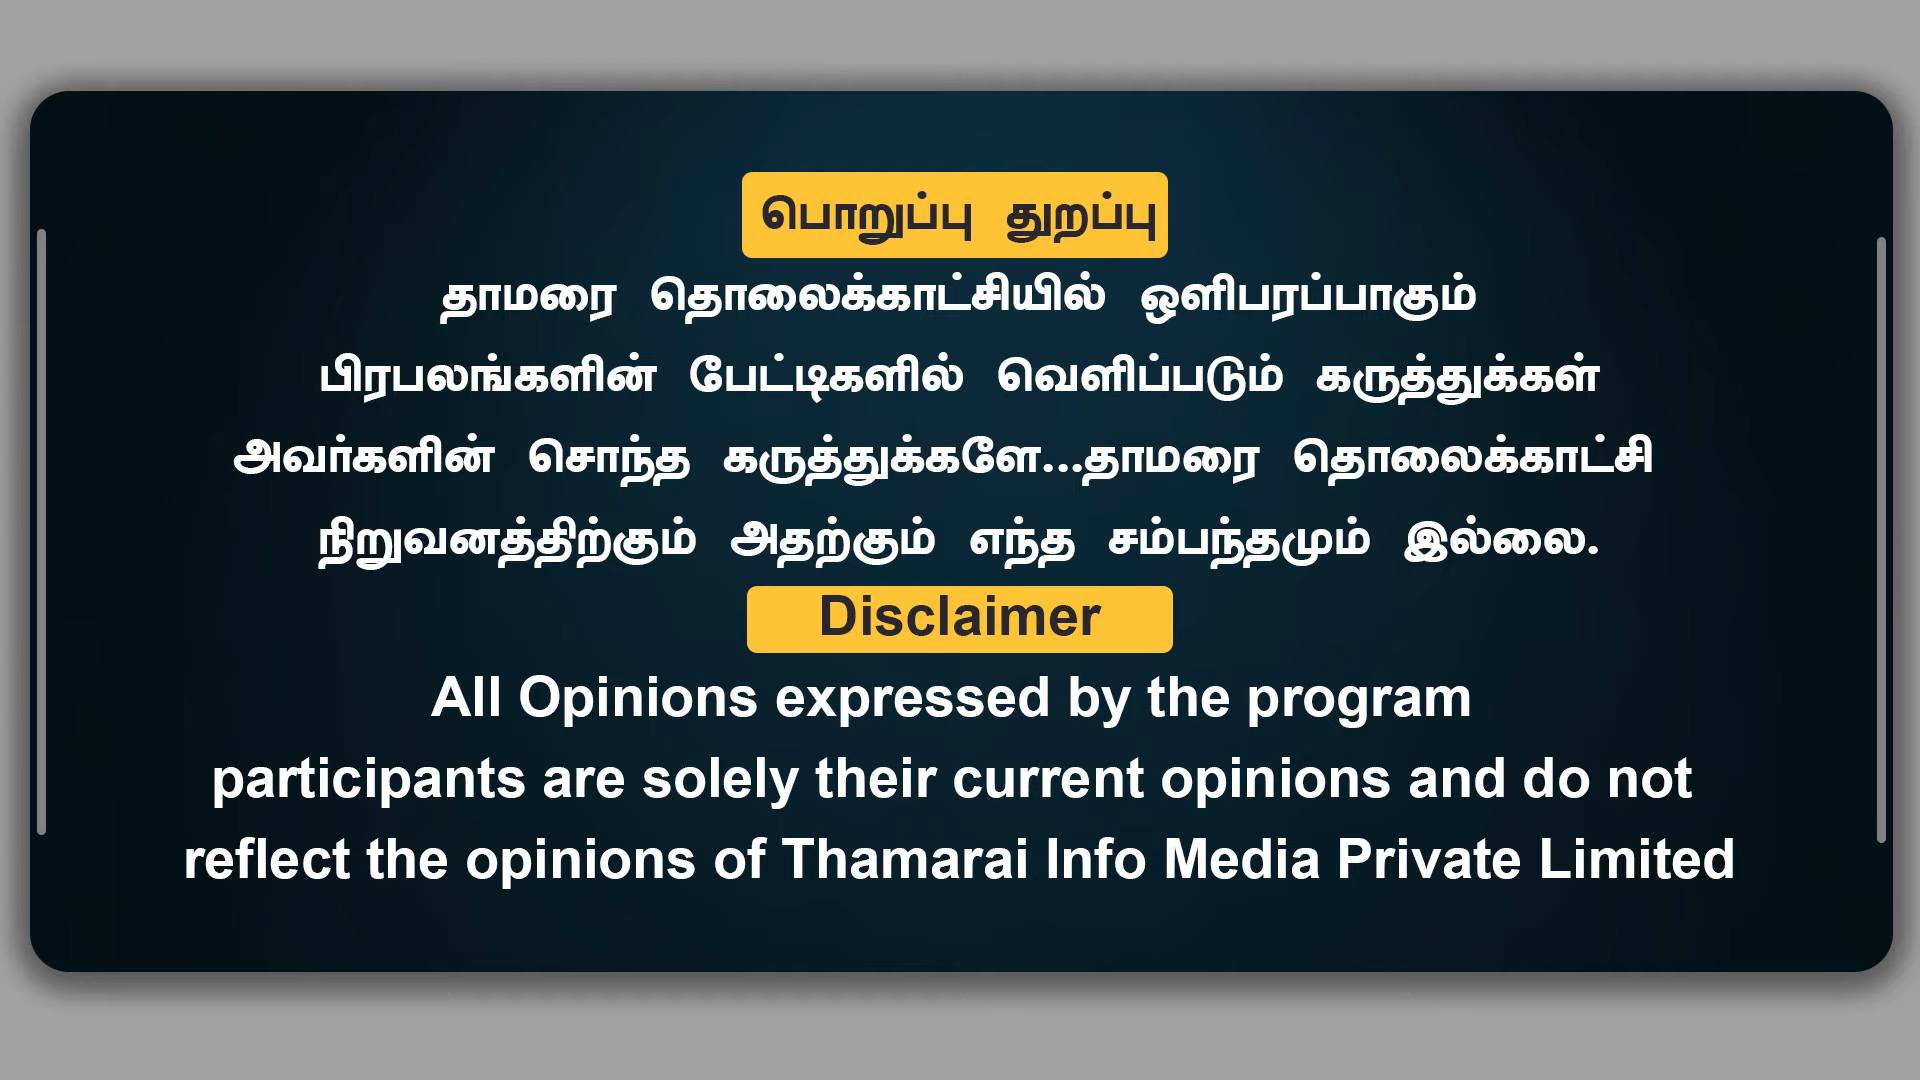 பொறுப்பு துறப்பு
தாமரை தொலைக்காட்சியில் ஒளிபரப்பாகும்
பிரபலங்களின் பேட்டிகளில் வெளிப்படும் கருத்துக்கள்
அவர்களின் சொந்த கருத்துக்களே...தாமரை தொலைக்காட்சி
நிறுவனத்திற்கும் அதற்கும் எந்த சம்பந்தமும் இல்லை.
Disclaimer
All Opinions expressed by the program
participants are solely their current opinions and do not
reflect the opinions of Thamarai Info Media Private Limited